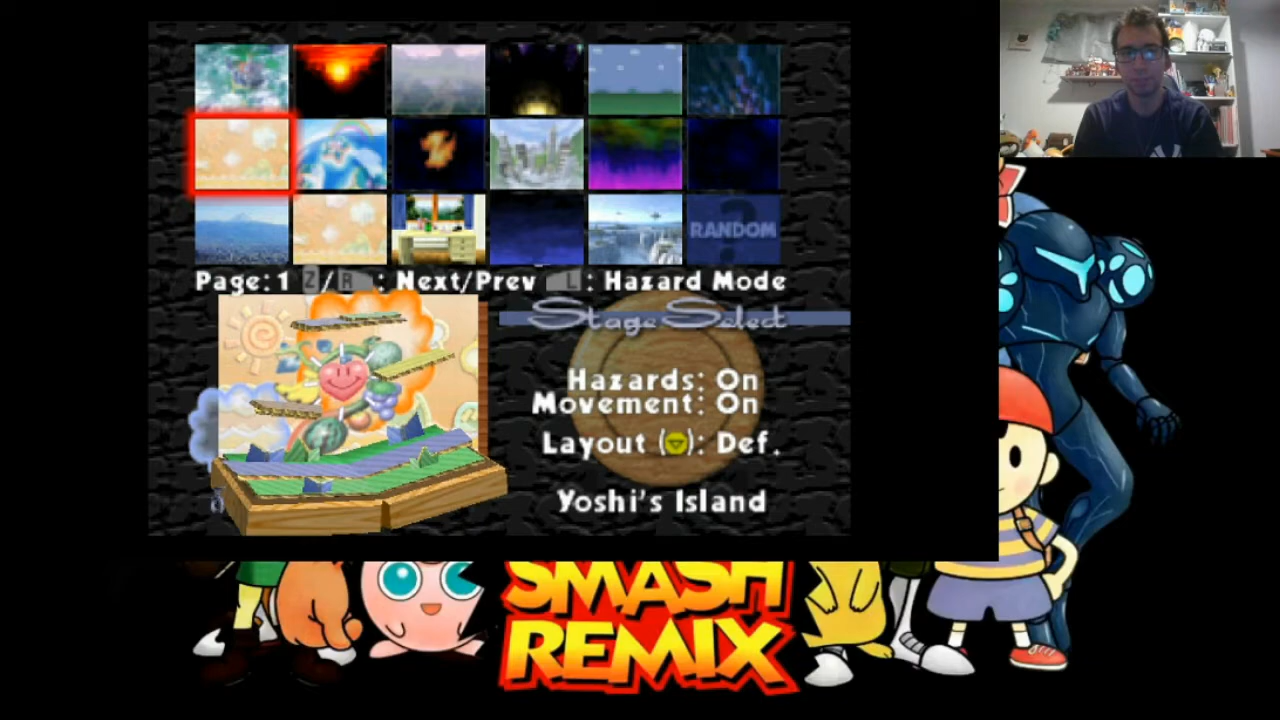 RANDOM
Page: 1 Z/R : Next/Prev L : Hazard Mode
Stage Select
Hazards: On
Movement: On
Layout ( ): Def.
Yoshi's Island
SMASH
REMIX